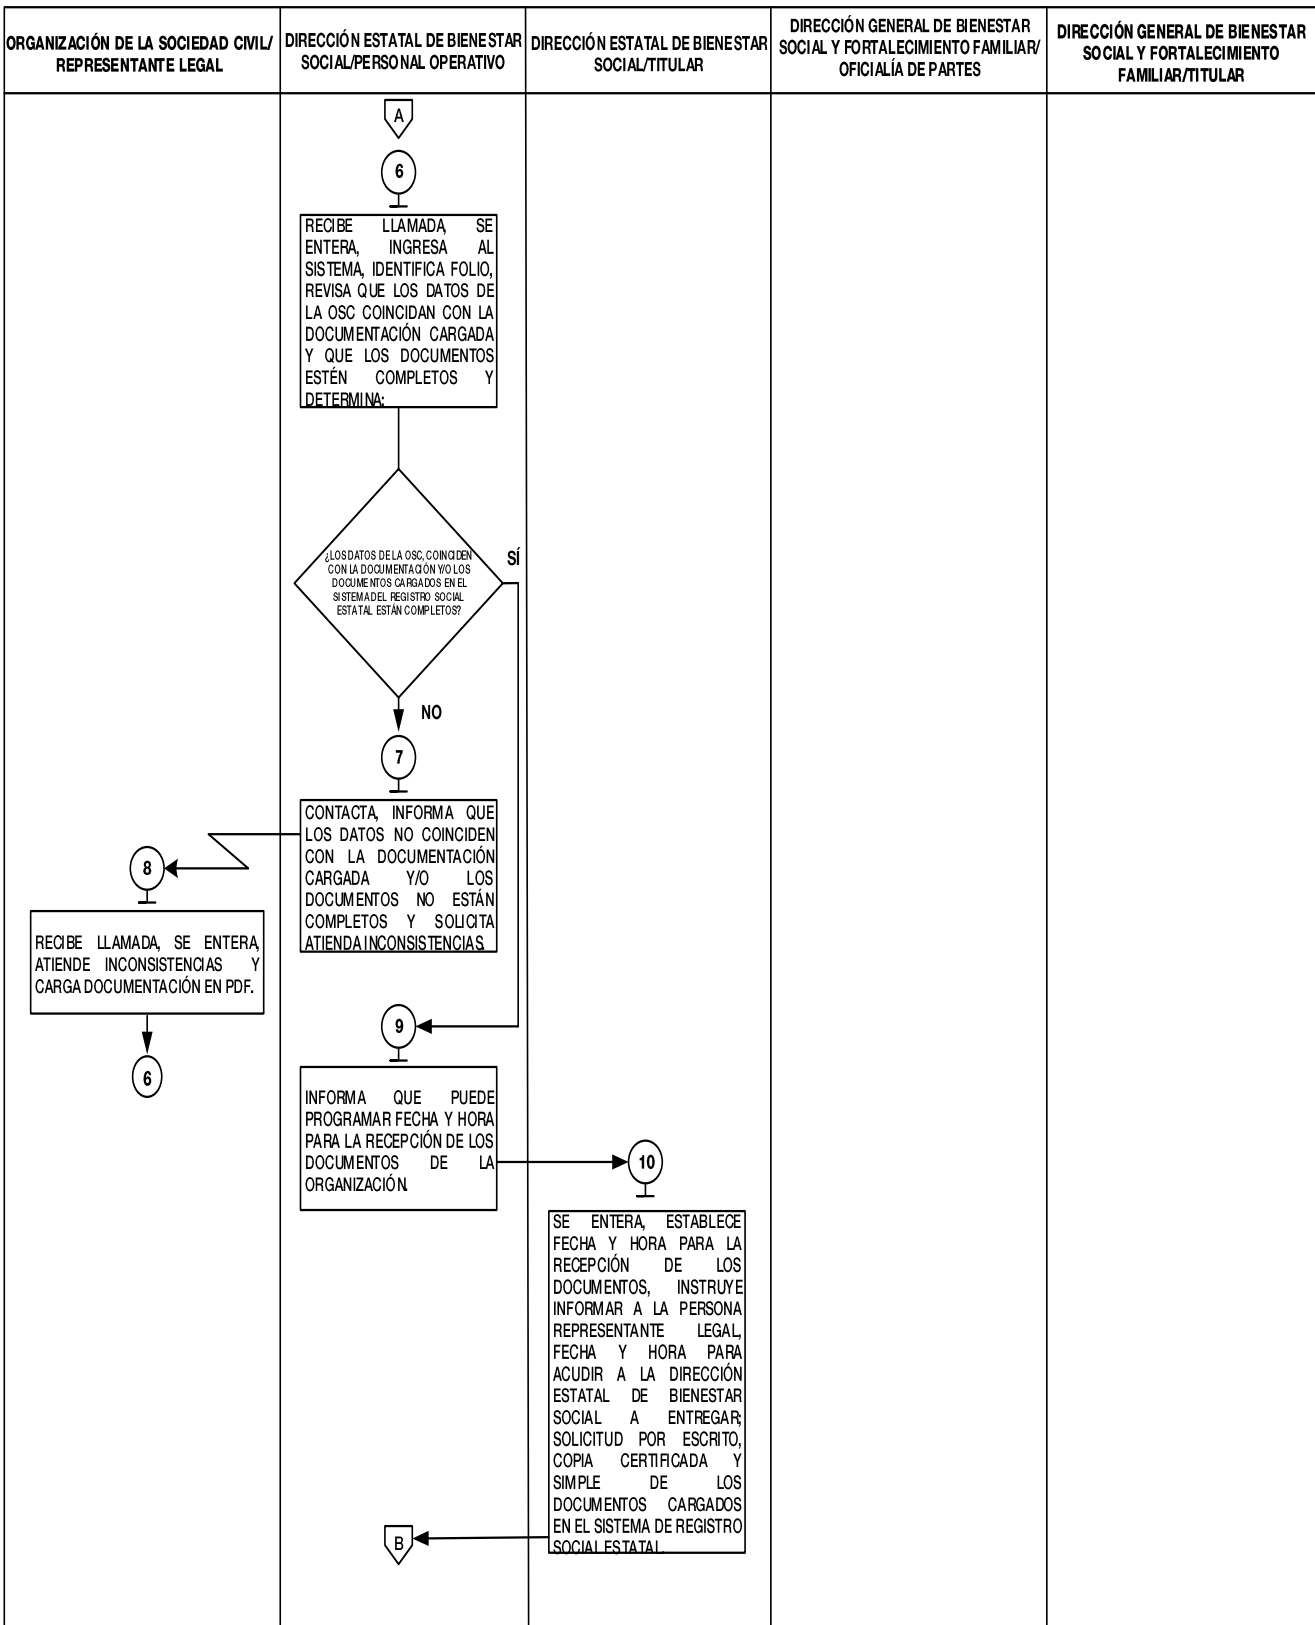 ORGANIZACIÓN DE LA SOCIEDAD CIVIL/
REPRESENTANTE LEGAL
DIRECCIÓN ESTATAL DE BIENESTAR
SOCIAL/PERSONAL OPERATIVO
DIRECCIÓN ESTATAL DE BIENESTAR
SOCIAL/TITULAR
DIRECCIÓN GENERAL DE BIENESTAR
SOCIAL Y FORTALECIMIENTO FAMILIAR/
OFICIALÍA DE PARTES
DIRECCIÓN GENERAL DE BIENESTAR
SOCIAL Y FORTALECIMIENTO
FAMILIAR/TITULAR
A
6
RECIBE LLAMADA, SE
ENTERA, INGRESA AL
SISTEMA, IDENTIFICA FOLIO,
REVISA QUE LOS DATOS DE
LA OSC COINCIDAN CON LA
DOCUMENTACIÓN CARGADA
Y QUE LOS DOCUMENTOS
ESTÉN COMPLETOS Y
DETERMINA:
¿LOS DATOS DE LA OSC, COINCIDEN
CON LA DOCUMENTACIÓN Y/O LOS
DOCUMENTOS CARGADOS EN EL
SISTEMA DEL REGISTRO SOCIAL
ESTATAL ESTÁN COMPLETOS?
SÍ
NO
7
CONTACTA, INFORMA QUE
LOS DATOS NO COINCIDEN
CON LA DOCUMENTACIÓN
CARGADA Y/O LOS
DOCUMENTOS NO ESTÁN
COMPLETOS Y SOLICITA
ATIENDA INCONSISTENCIAS.
8
RECIBE LLAMADA, SE ENTERA,
ATIENDE INCONSISTENCIAS Y
CARGA DOCUMENTACIÓN EN PDF.
6
9
INFORMA QUE PUEDE
PROGRAMAR FECHA Y HORA
PARA LA RECEPCIÓN DE LOS
DOCUMENTOS DE LA
ORGANIZACIÓN.
10
SE ENTERA, ESTABLECE
FECHA Y HORA PARA LA
RECEPCIÓN DE LOS
DOCUMENTOS, INSTRUYE
INFORMAR A LA PERSONA
REPRESENTANTE LEGAL,
FECHA Y HORA PARA
ACUDIR A LA DIRECCIÓN
ESTATAL DE BIENESTAR
SOCIAL A ENTREGAR;
SOLICITUD POR ESCRITO,
COPIA CERTIFICADA Y
SIMPLE DE LOS
DOCUMENTOS CARGADOS
EN EL SISTEMA DE REGISTRO
SOCIAL ESTATAL.
B